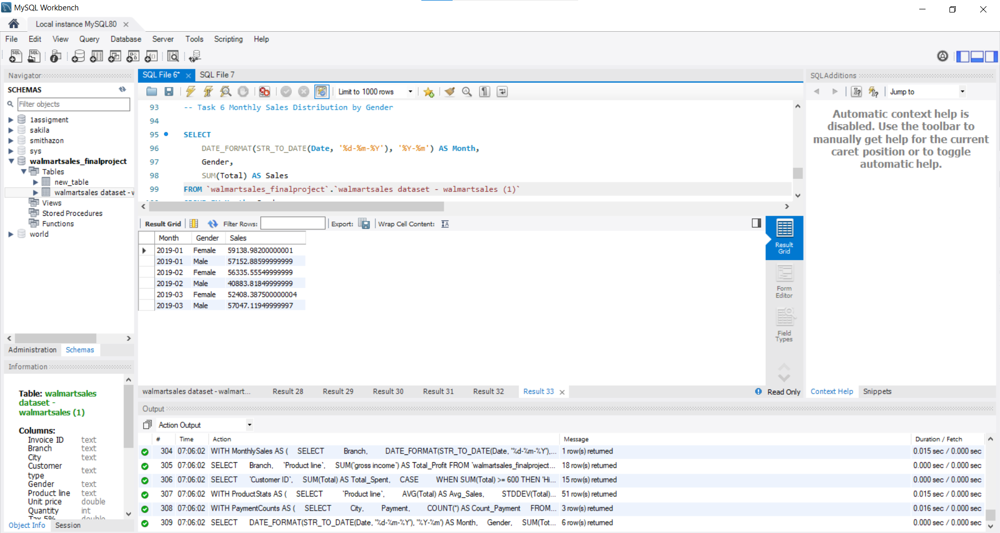 MySQL Workbench
Local instance MySQL80
File Edit View Query Database Server Tools Scripting Help
Navigator
SCHEMAS
Filter objects
1assigment
sakila
smithazon
sys
walmartsales_finalproject
Tables
new_table
walmartsales dataset - w
Views
Stored Procedures
Functions
world
Administration Schemas
Information
Table: walmartsales
dataset -
walmartsales (1)
Columns:
Invoice ID text
Branch text
City text
Customer
type text
Gender text
Product line text
Unit price double
Quantity int
Tax 5% double
Object Info Session
SQL File 6* SQL File 7
Limit to 1000 rows
93 -- Task 6 Monthly Sales Distribution by Gender
94
95 SELECT
96 DATE_FORMAT(STR_TO_DATE(Date, '%d-%m-%Y'), '%Y-%m') AS Month,
97 Gender,
98 SUM(Total) AS Sales
99 FROM `walmartsales_finalproject`.`walmartsales dataset - walmartsales (1)`
Result Grid Filter Rows: Export: Wrap Cell Content:
Month Gender Sales
2019-01 Female 59138.98200000001
2019-01 Male 57152.88599999999
2019-02 Female 56335.55549999999
2019-02 Male 40883.81849999999
2019-03 Female 52408.387500000004
2019-03 Male 57047.11949999997
Result
Grid
Form
Editor
Field
Types
walmartsales dataset - walmart... Result 28 Result 29 Result 30 Result 31 Result 32 Result 33
Read Only
SQLAdditions
Jump to
Automatic context help is
disabled. Use the toolbar to
manually get help for the current
caret position or to toggle
automatic help.
Context Help Snippets
Output
Action Output
# Time Action Message Duration / Fetch
304 07:06:02 WITH MonthlySales AS ( SELECT Branch, DATE_FORMAT(STR_TO_DATE(Date, '%d-%m-%Y'),... 1 row(s) returned 0.015 sec / 0.000 sec
305 07:06:02 SELECT Branch, `Product line`, SUM(`gross income`) AS Total_Profit FROM `walmartsales_finalproject... 18 row(s) returned 0.000 sec / 0.000 sec
306 07:06:02 SELECT `Customer ID`, SUM(Total) AS Total_Spent, CASE WHEN SUM(Total) >= 600 THEN 'Hi... 15 row(s) returned 0.000 sec / 0.000 sec
307 07:06:02 WITH ProductStats AS ( SELECT `Product line`, AVG(Total) AS Avg_Sales, STDDEV(Total)... 51 row(s) returned 0.015 sec / 0.000 sec
308 07:06:02 WITH PaymentCounts AS ( SELECT City, Payment, COUNT(*) AS Count_Payment FROM... 3 row(s) returned 0.016 sec / 0.000 sec
309 07:06:02 SELECT DATE_FORMAT(STR_TO_DATE(Date, '%d-%m-%Y'), '%Y-%m') AS Month, Gender, SUM(Tot... 6 row(s) returned 0.000 sec / 0.000 sec